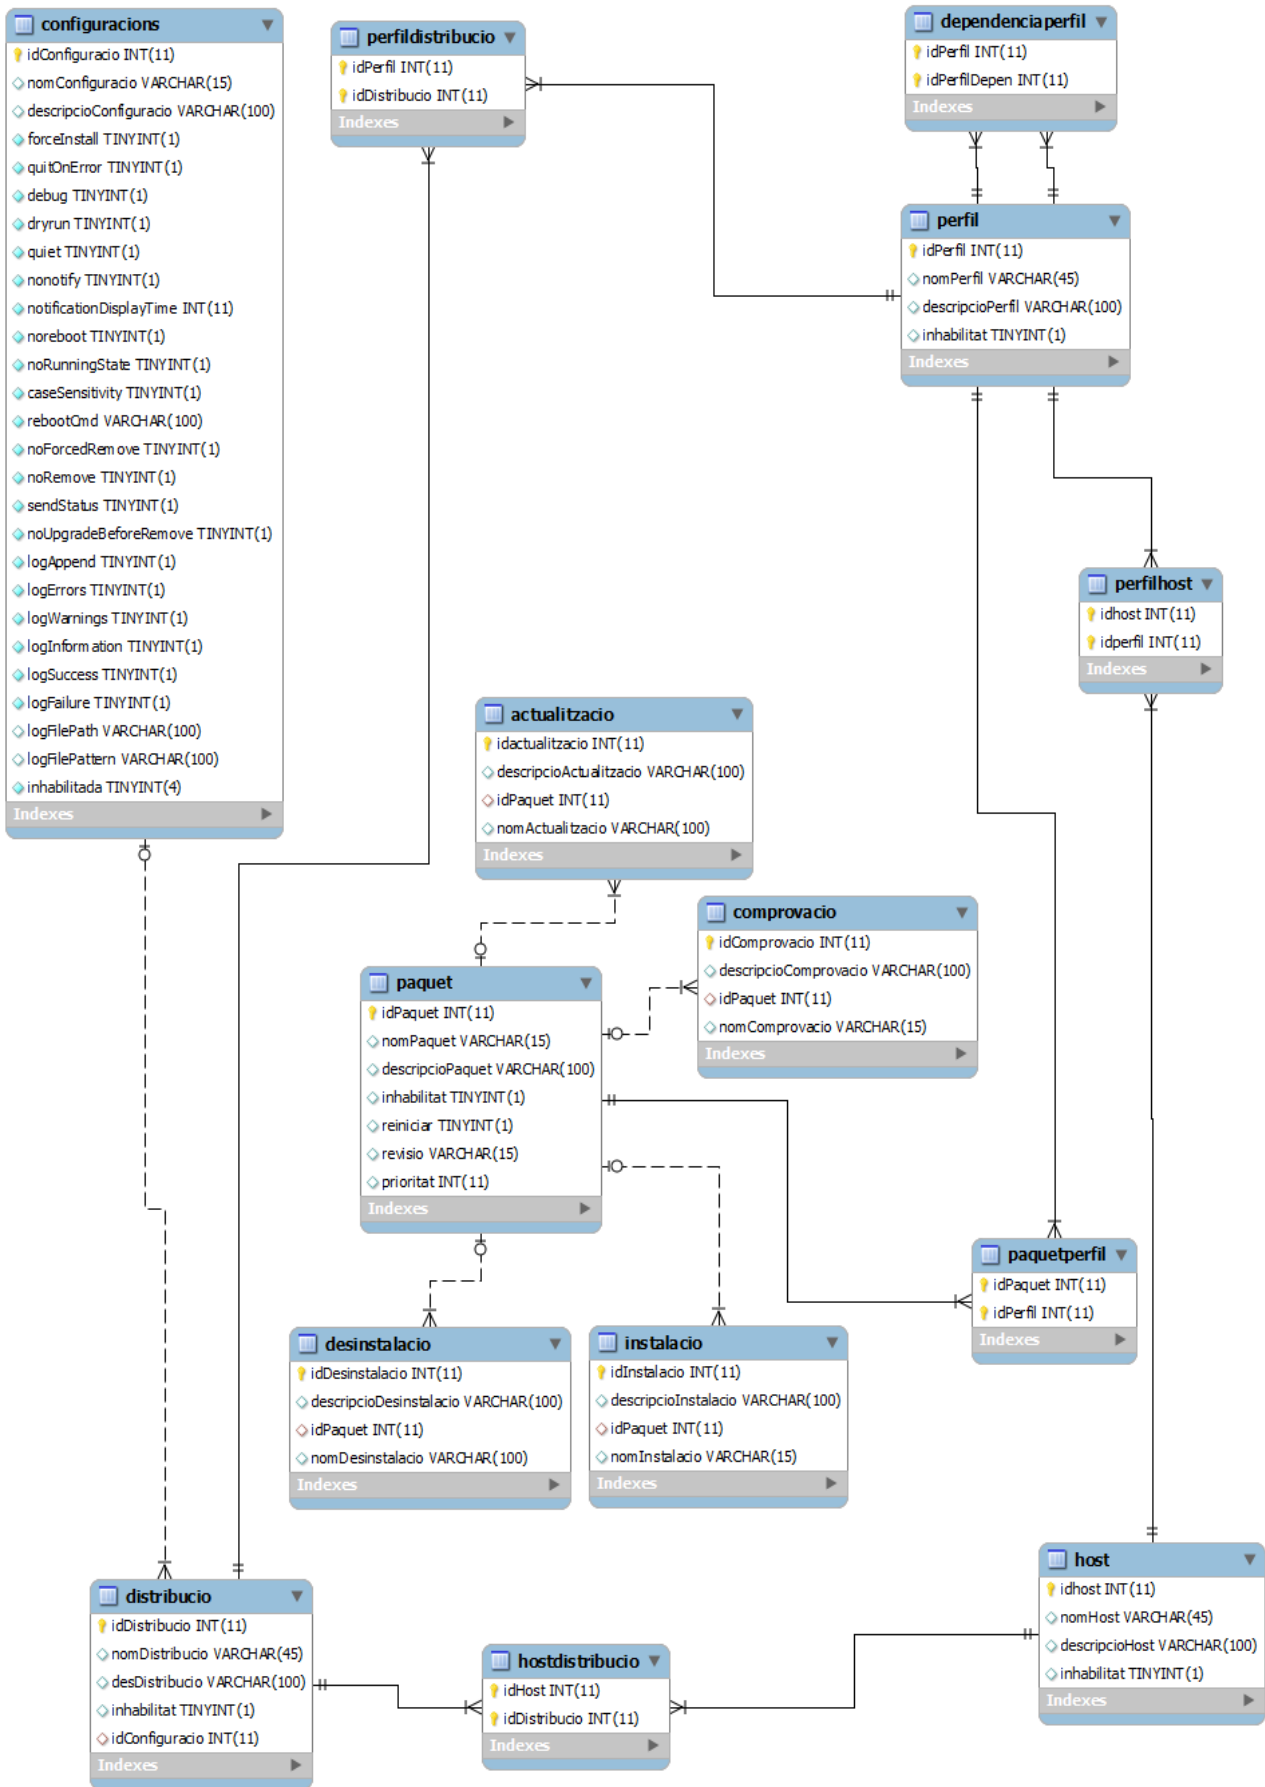 configuracions
idConfiguracio INT(11)
nomConfiguracio VARCHAR(15)
descripcioConfiguracio VARCHAR(100)
forceInstall TINYINT(1)
quitOnError TINYINT(1)
debug TINYINT(1)
dryrun TINYINT(1)
quiet TINYINT(1)
nonotify TINYINT(1)
notificationDisplayTime INT(11)
noreboot TINYINT(1)
noRunningState TINYINT(1)
caseSensitivity TINYINT(1)
rebootCmd VARCHAR(100)
noForcedRemove TINYINT(1)
noRemove TINYINT(1)
sendStatus TINYINT(1)
noUpgradeBeforeRemove TINYINT(1)
logAppend TINYINT(1)
logErrors TINYINT(1)
logWarnings TINYINT(1)
logInformation TINYINT(1)
logSuccess TINYINT(1)
logFailure TINYINT(1)
logFilePath VARCHAR(100)
logFilePattern VARCHAR(100)
inhabilitada TINYINT(4)
Indexes
perfildistribucio
idPerfil INT(11)
idDistribucio INT(11)
Indexes
dependenciaperfil
idPerfil INT(11)
idPerfilDepen INT(11)
Indexes
perfil
idPerfil INT(11)
nomPerfil VARCHAR(45)
descripcioPerfil VARCHAR(100)
inhabilitat TINYINT(1)
Indexes
perfilhost
idhost INT(11)
idperfil INT(11)
Indexes
actualitzacio
idactualitzacio INT(11)
descripcioActualitzacio VARCHAR(100)
idPaquet INT(11)
nomActualitzacio VARCHAR(100)
Indexes
comprovacio
idComprovacio INT(11)
descripcioComprovacio VARCHAR(100)
idPaquet INT(11)
nomComprovacio VARCHAR(15)
Indexes
paquet
idPaquet INT(11)
nomPaquet VARCHAR(15)
descripcioPaquet VARCHAR(100)
inhabilitat TINYINT(1)
reiniciar TINYINT(1)
revisio VARCHAR(15)
prioritat INT(11)
Indexes
paquetperfil
idPaquet INT(11)
idPerfil INT(11)
Indexes
desinstalacio
idDesinstalacio INT(11)
descripcioDesinstalacio VARCHAR(100)
idPaquet INT(11)
nomDesinstalacio VARCHAR(100)
Indexes
instalacio
idInstalacio INT(11)
descripcioInstalacio VARCHAR(100)
idPaquet INT(11)
nomInstalacio VARCHAR(15)
Indexes
distribucio
idDistribucio INT(11)
nomDistribucio VARCHAR(45)
desDistribucio VARCHAR(100)
inhabilitat TINYINT(1)
idConfiguracio INT(11)
Indexes
hostdistribucio
idHost INT(11)
idDistribucio INT(11)
Indexes
host
idhost INT(11)
nomHost VARCHAR(45)
descripcioHost VARCHAR(100)
inhabilitat TINYINT(1)
Indexes